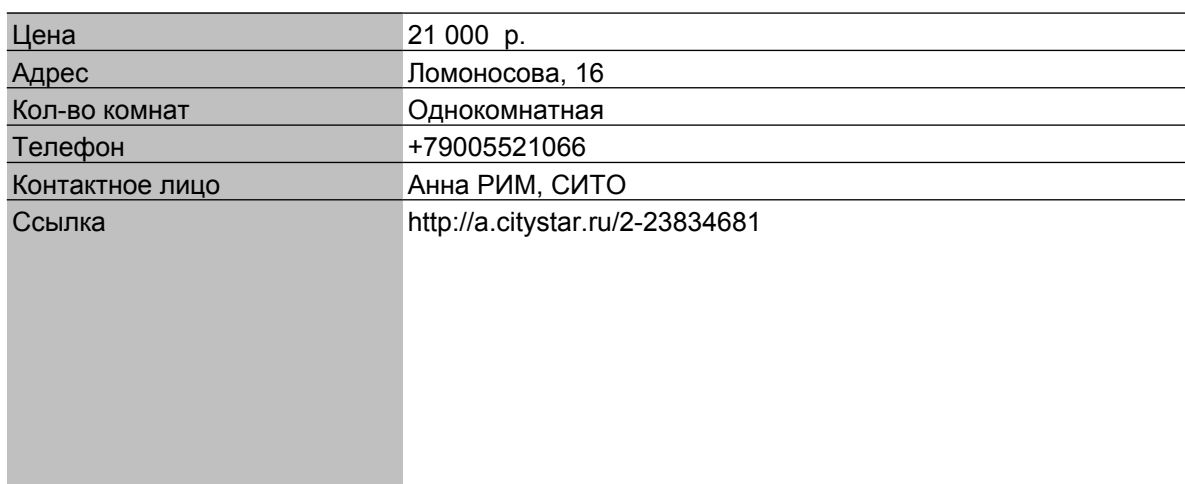 Цена 21 000 р.
Адрес Ломоносова, 16
Кол-во комнат Однокомнатная
Телефон +79005521066
Контактное лицо Анна РИМ, СИТО
Ссылка http://a.citystar.ru/2-23834681